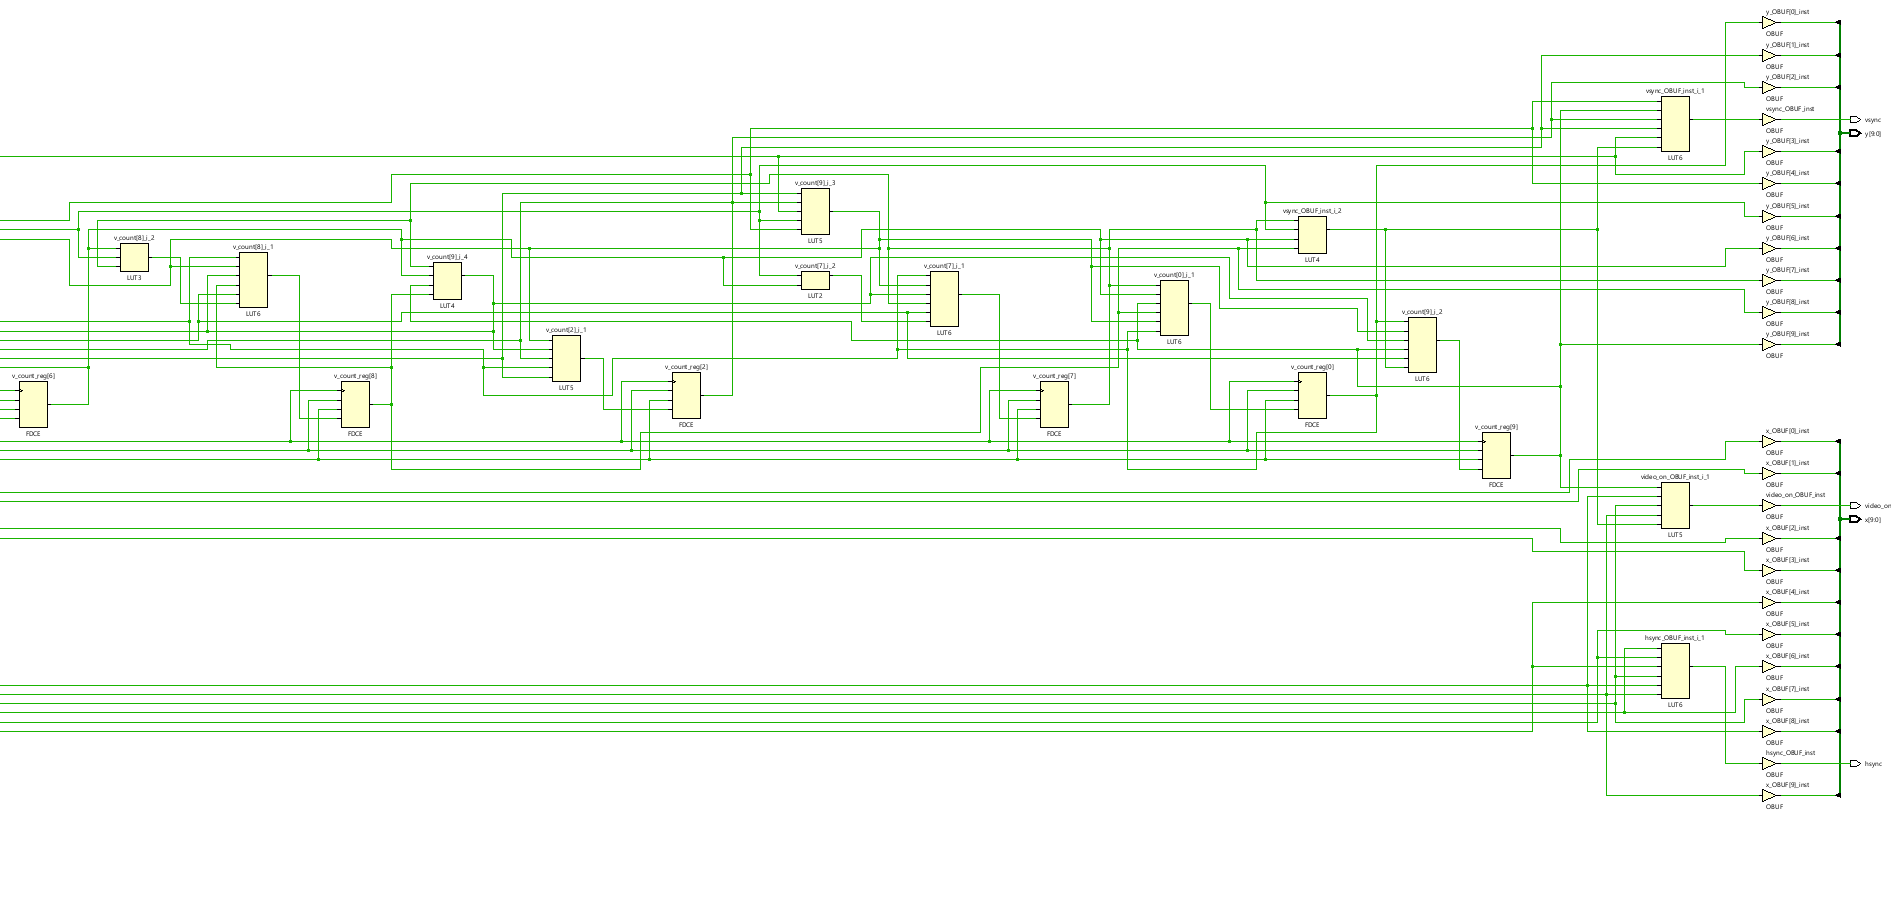 y_OBUF[0]_inst
OBUF
y_OBUF[1]_inst
OBUF
y_OBUF[2]_inst
OBUF
vsync_OBUF_inst_i_1
LUT6
vsync_OBUF_inst
OBUF
vsync
y[9:0]
y_OBUF[3]_inst
OBUF
y_OBUF[4]_inst
OBUF
y_OBUF[5]_inst
OBUF
y_OBUF[6]_inst
OBUF
y_OBUF[7]_inst
OBUF
y_OBUF[8]_inst
OBUF
y_OBUF[9]_inst
OBUF
v_count[9]_i_3
LUT5
vsync_OBUF_inst_i_2
LUT4
v_count[8]_i_2
LUT3
v_count[8]_i_1
LUT6
v_count[9]_i_4
LUT4
v_count[7]_i_2
LUT2
v_count[7]_i_1
LUT6
v_count[0]_i_1
LUT6
v_count[9]_i_2
LUT6
v_count[2]_i_1
LUT5
v_count_reg[6]
FDCE
v_count_reg[8]
FDCE
v_count_reg[2]
FDCE
v_count_reg[7]
FDCE
v_count_reg[0]
FDCE
v_count_reg[9]
FDCE
x_OBUF[0]_inst
OBUF
x_OBUF[1]_inst
OBUF
video_on_OBUF_inst_i_1
LUT5
video_on_OBUF_inst
OBUF
video_on
x[9:0]
x_OBUF[2]_inst
OBUF
x_OBUF[3]_inst
OBUF
x_OBUF[4]_inst
OBUF
x_OBUF[5]_inst
OBUF
hsync_OBUF_inst_i_1
LUT6
x_OBUF[6]_inst
OBUF
x_OBUF[7]_inst
OBUF
x_OBUF[8]_inst
OBUF
hsync_OBUF_inst
OBUF
hsync
x_OBUF[9]_inst
OBUF